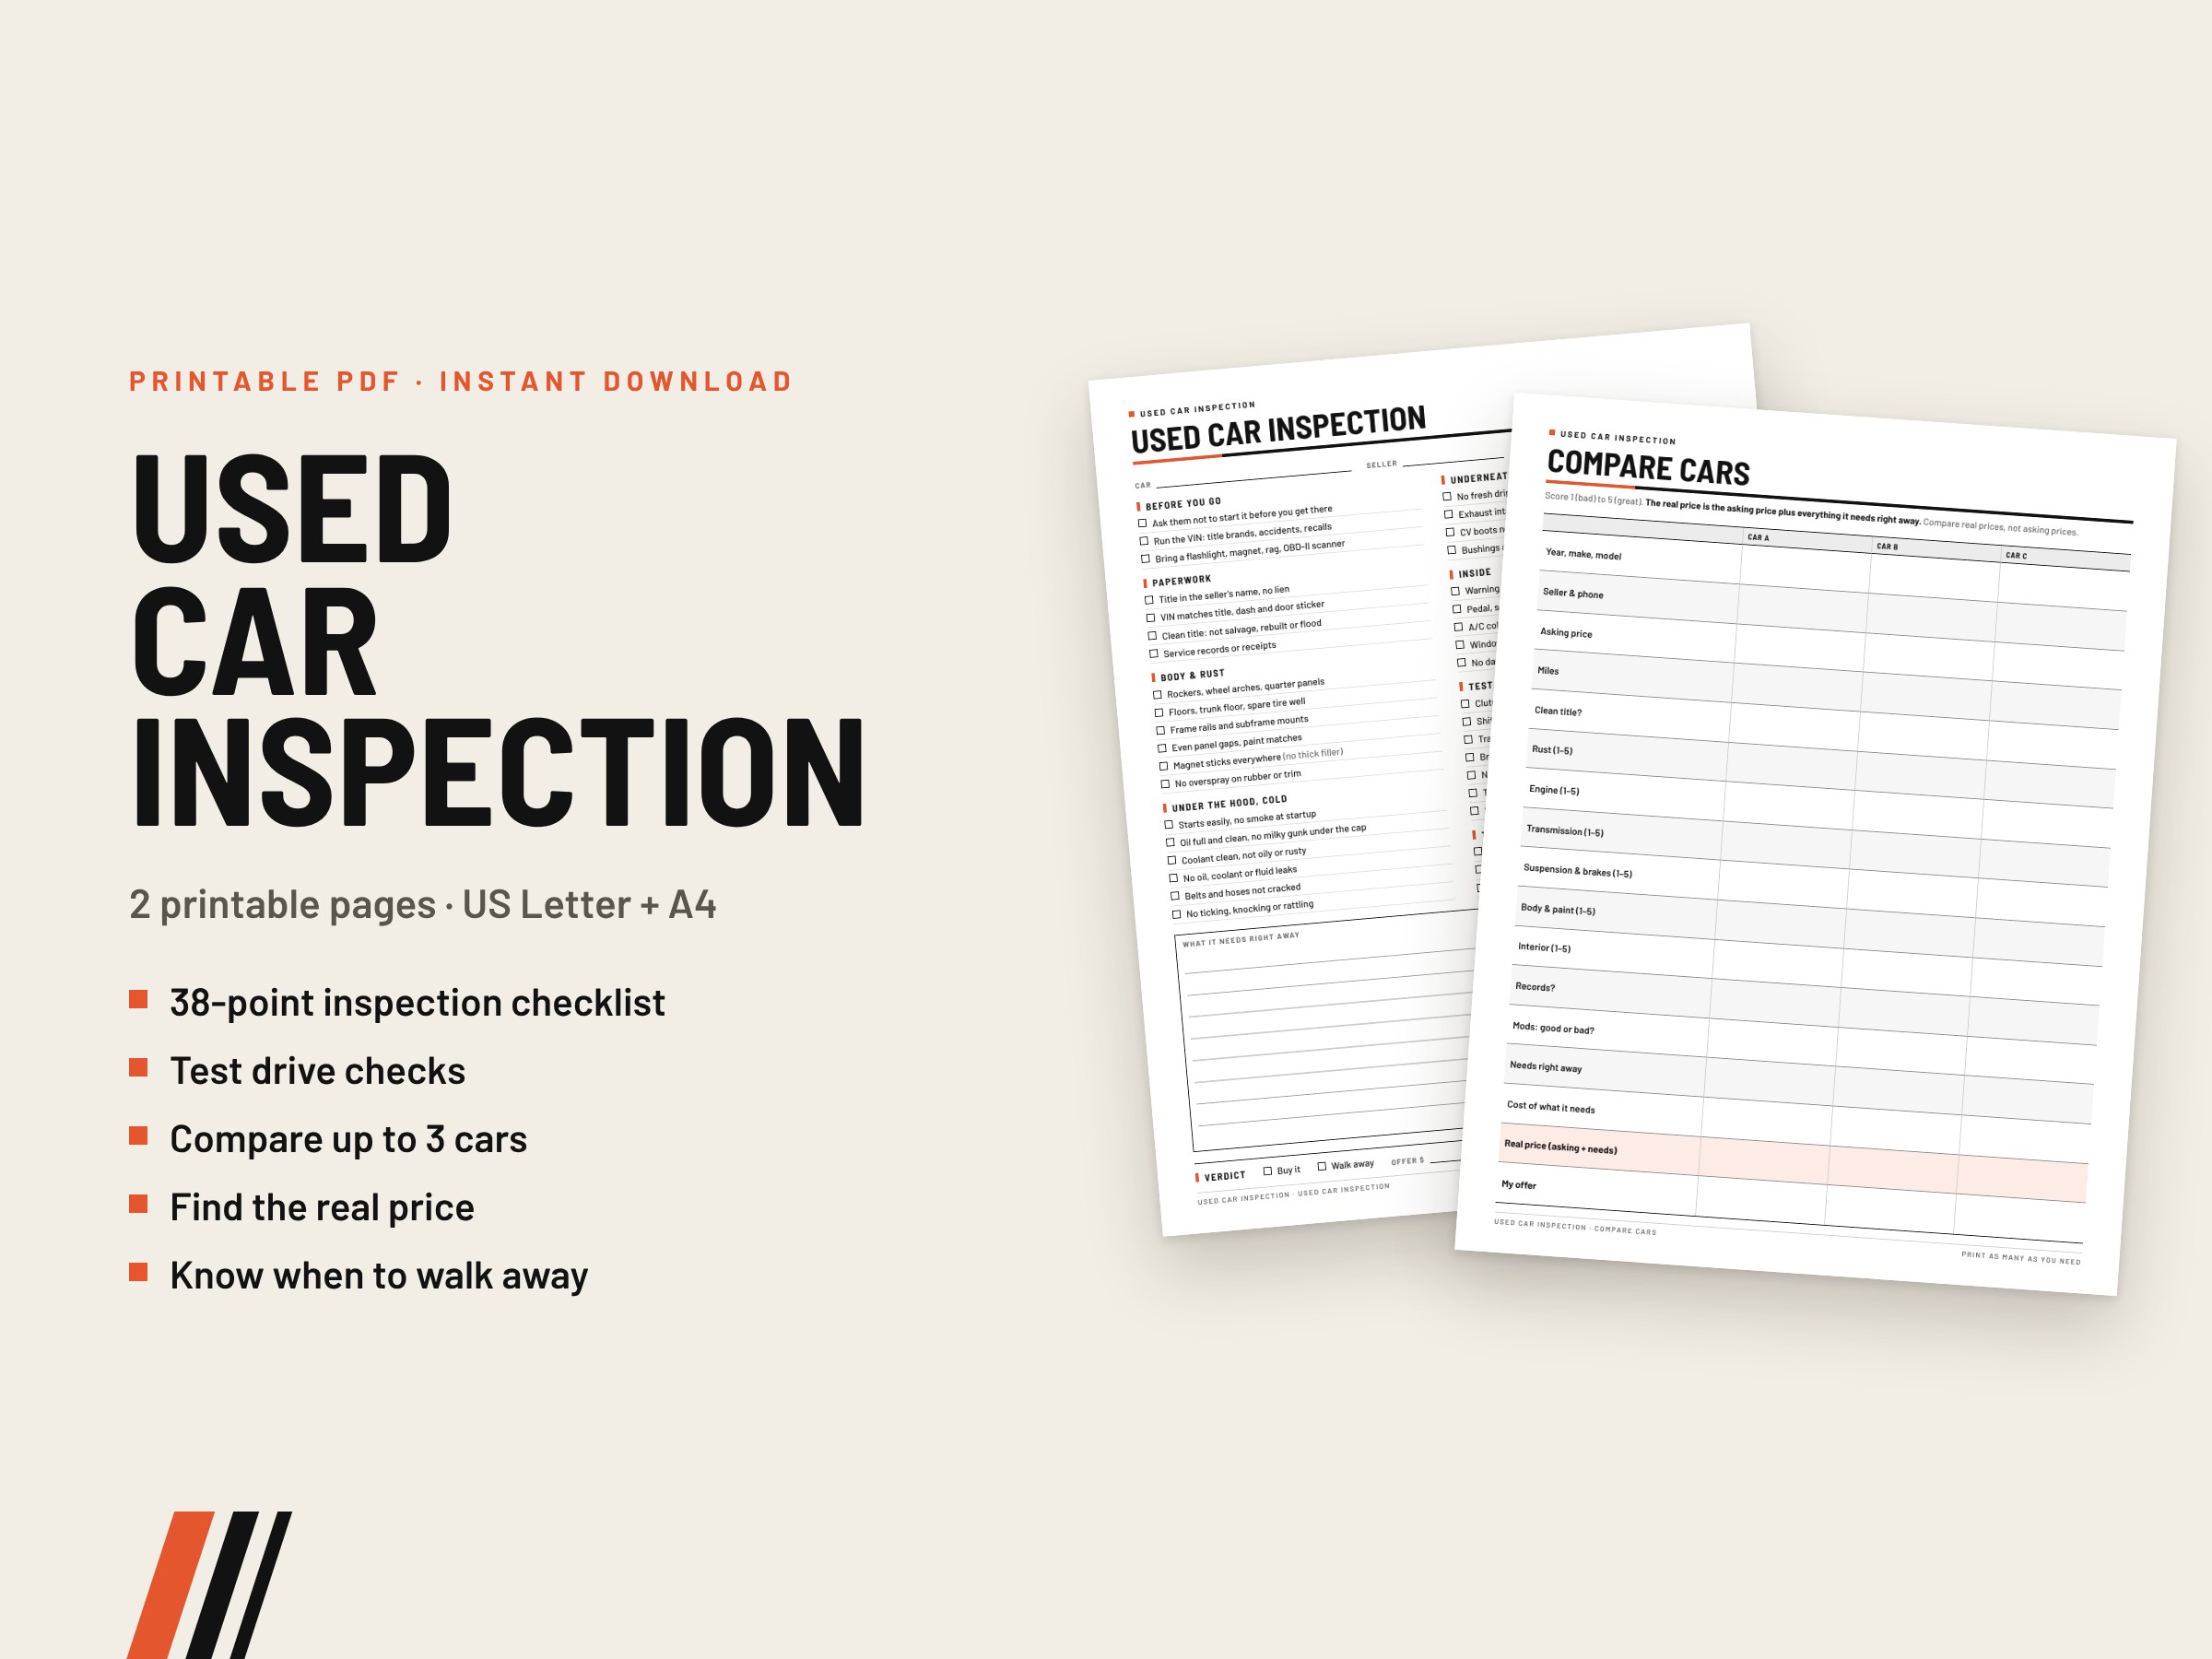 PRINTABLE PDF · INSTANT DOWNLOAD
USED
CAR
INSPECTION
2 printable pages · US Letter + A4
38-point inspection checklist
Test drive checks
Compare up to 3 cars
Find the real price
Know when to walk away
USED CAR INSPECTION
USED CAR INSPECTION
CAR
SELLER
BEFORE YOU GO
Ask them not to start it before you get there
Run the VIN: title brands, accidents, recalls
Bring a flashlight, magnet, rag, OBD-II scanner
PAPERWORK
Title in the seller's name, no lien
VIN matches title, dash and door sticker
Clean title: not salvage, rebuilt or flood
Service records or receipts
BODY & RUST
Rockers, wheel arches, quarter panels
Floors, trunk floor, spare tire well
Frame rails and subframe mounts
Even panel gaps, paint matches
Magnet sticks everywhere (no thick filler)
No overspray on rubber or trim
UNDER THE HOOD, COLD
Starts easily, no smoke at startup
Oil full and clean, no milky gunk under the cap
Coolant clean, not oily or rusty
No oil, coolant or fluid leaks
Belts and hoses not cracked
No ticking, knocking or rattling
No fresh
Exhaust
CV boots
Bushings
INSIDE
Warning
Pedal,
A/C
No
TEST
WHAT IT NEEDS RIGHT AWAY
VERDICT
Buy it
Walk away
OFFER $
USED CAR INSPECTION · USED CAR INSPECTION
USED CAR INSPECTION
COMPARE CARS
Score 1 (bad) to 5 (great). The real price is the asking price plus everything it needs right away. Compare real prices, not asking prices.
CAR A CAR B CAR C
Year, make, model
Seller & phone
Asking price
Miles
Clean title?
Rust (1–5)
Engine (1–5)
Transmission (1–5)
Suspension & brakes (1–5)
Body & paint (1–5)
Interior (1–5)
Records?
Mods: good or bad?
Needs right away
Cost of what it needs
Real price (asking + needs)
My offer
USED CAR INSPECTION · COMPARE CARS
PRINT AS MANY AS YOU NEED